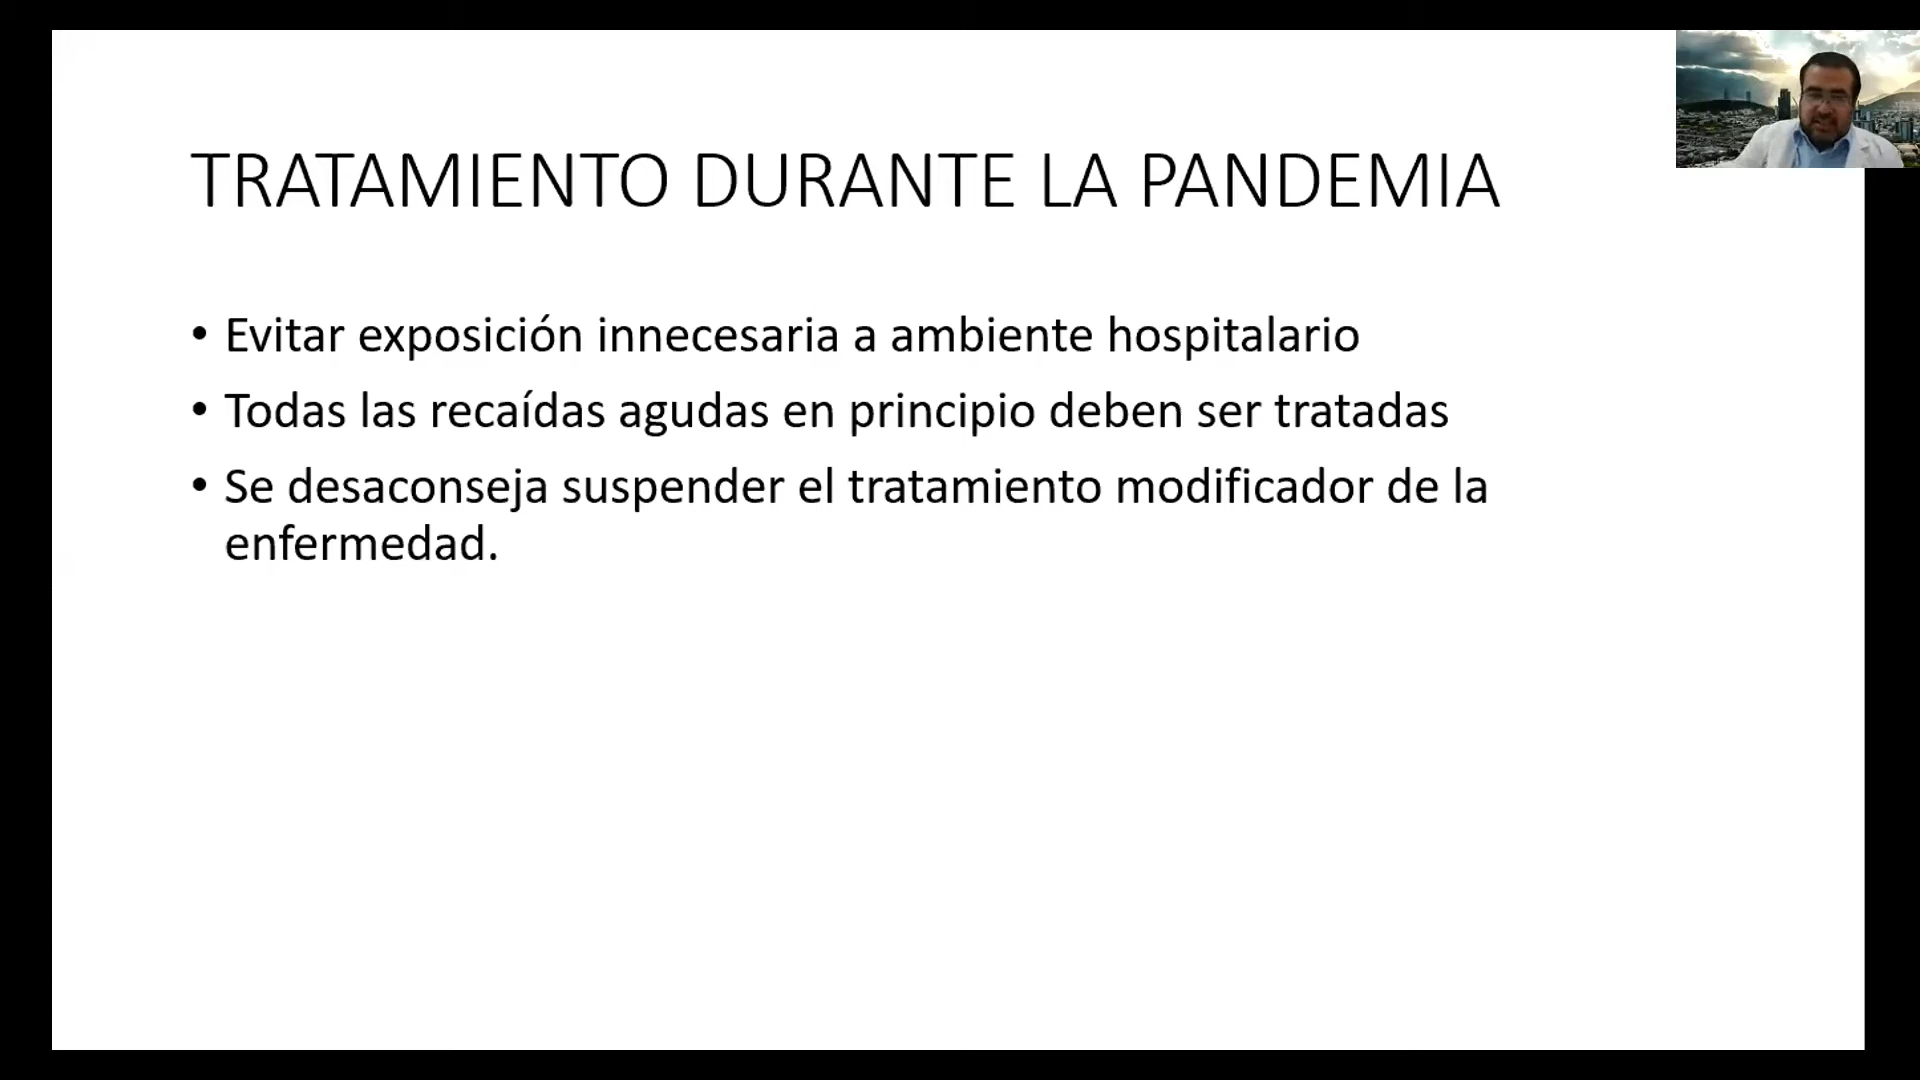 TRATAMIENTO DURANTE LA PANDEMIA
• Evitar exposición innecesaria a ambiente hospitalario
• Todas las recaídas agudas en principio deben ser tratadas
• Se desaconseja suspender el tratamiento modificador de la
enfermedad.